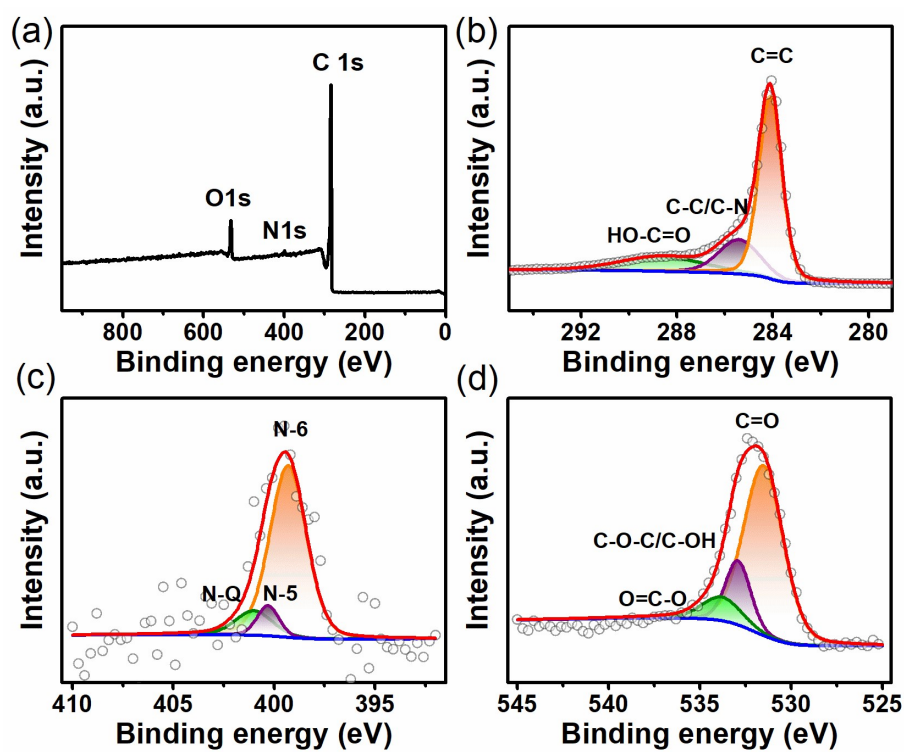 (a)
C 1s
O1s
N1s
Intensity (a.u.)
800 600 400 200 0
Binding energy (eV)
(b)
C=C
C-C/C-N
HO-C=O
Intensity (a.u.)
292 288 284 280
Binding energy (eV)
(c)
N-6
N-Q N-5
Intensity (a.u.)
410 405 400 395
Binding energy (eV)
(d)
C=O
C-O-C/C-OH
O=C-O
Intensity (a.u.)
545 540 535 530 525
Binding energy (eV)